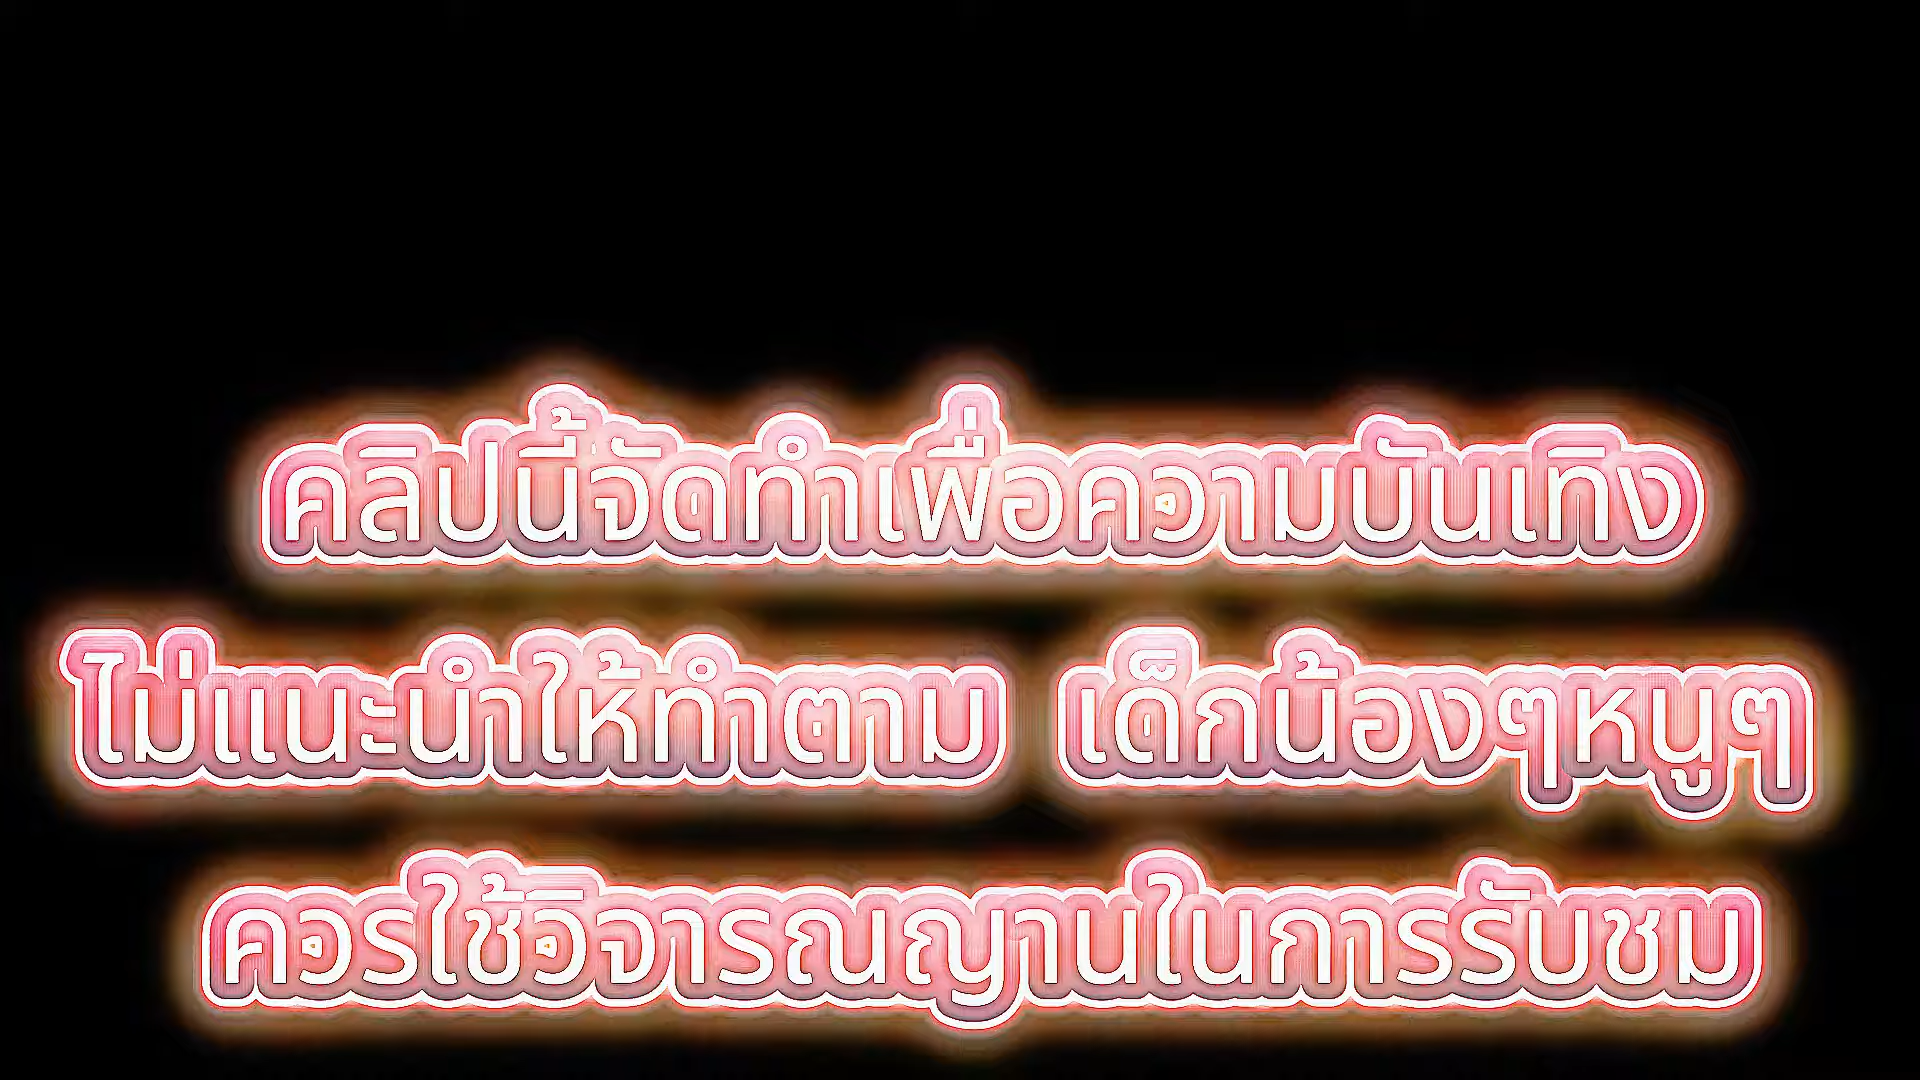 คลิปนี้จัดทำเพื่อความบันเทิง
ไม่แนะนำให้ทำตาม เด็กน้องๆหนูๆ
ควรใช้วิจารณญานในการรับชม